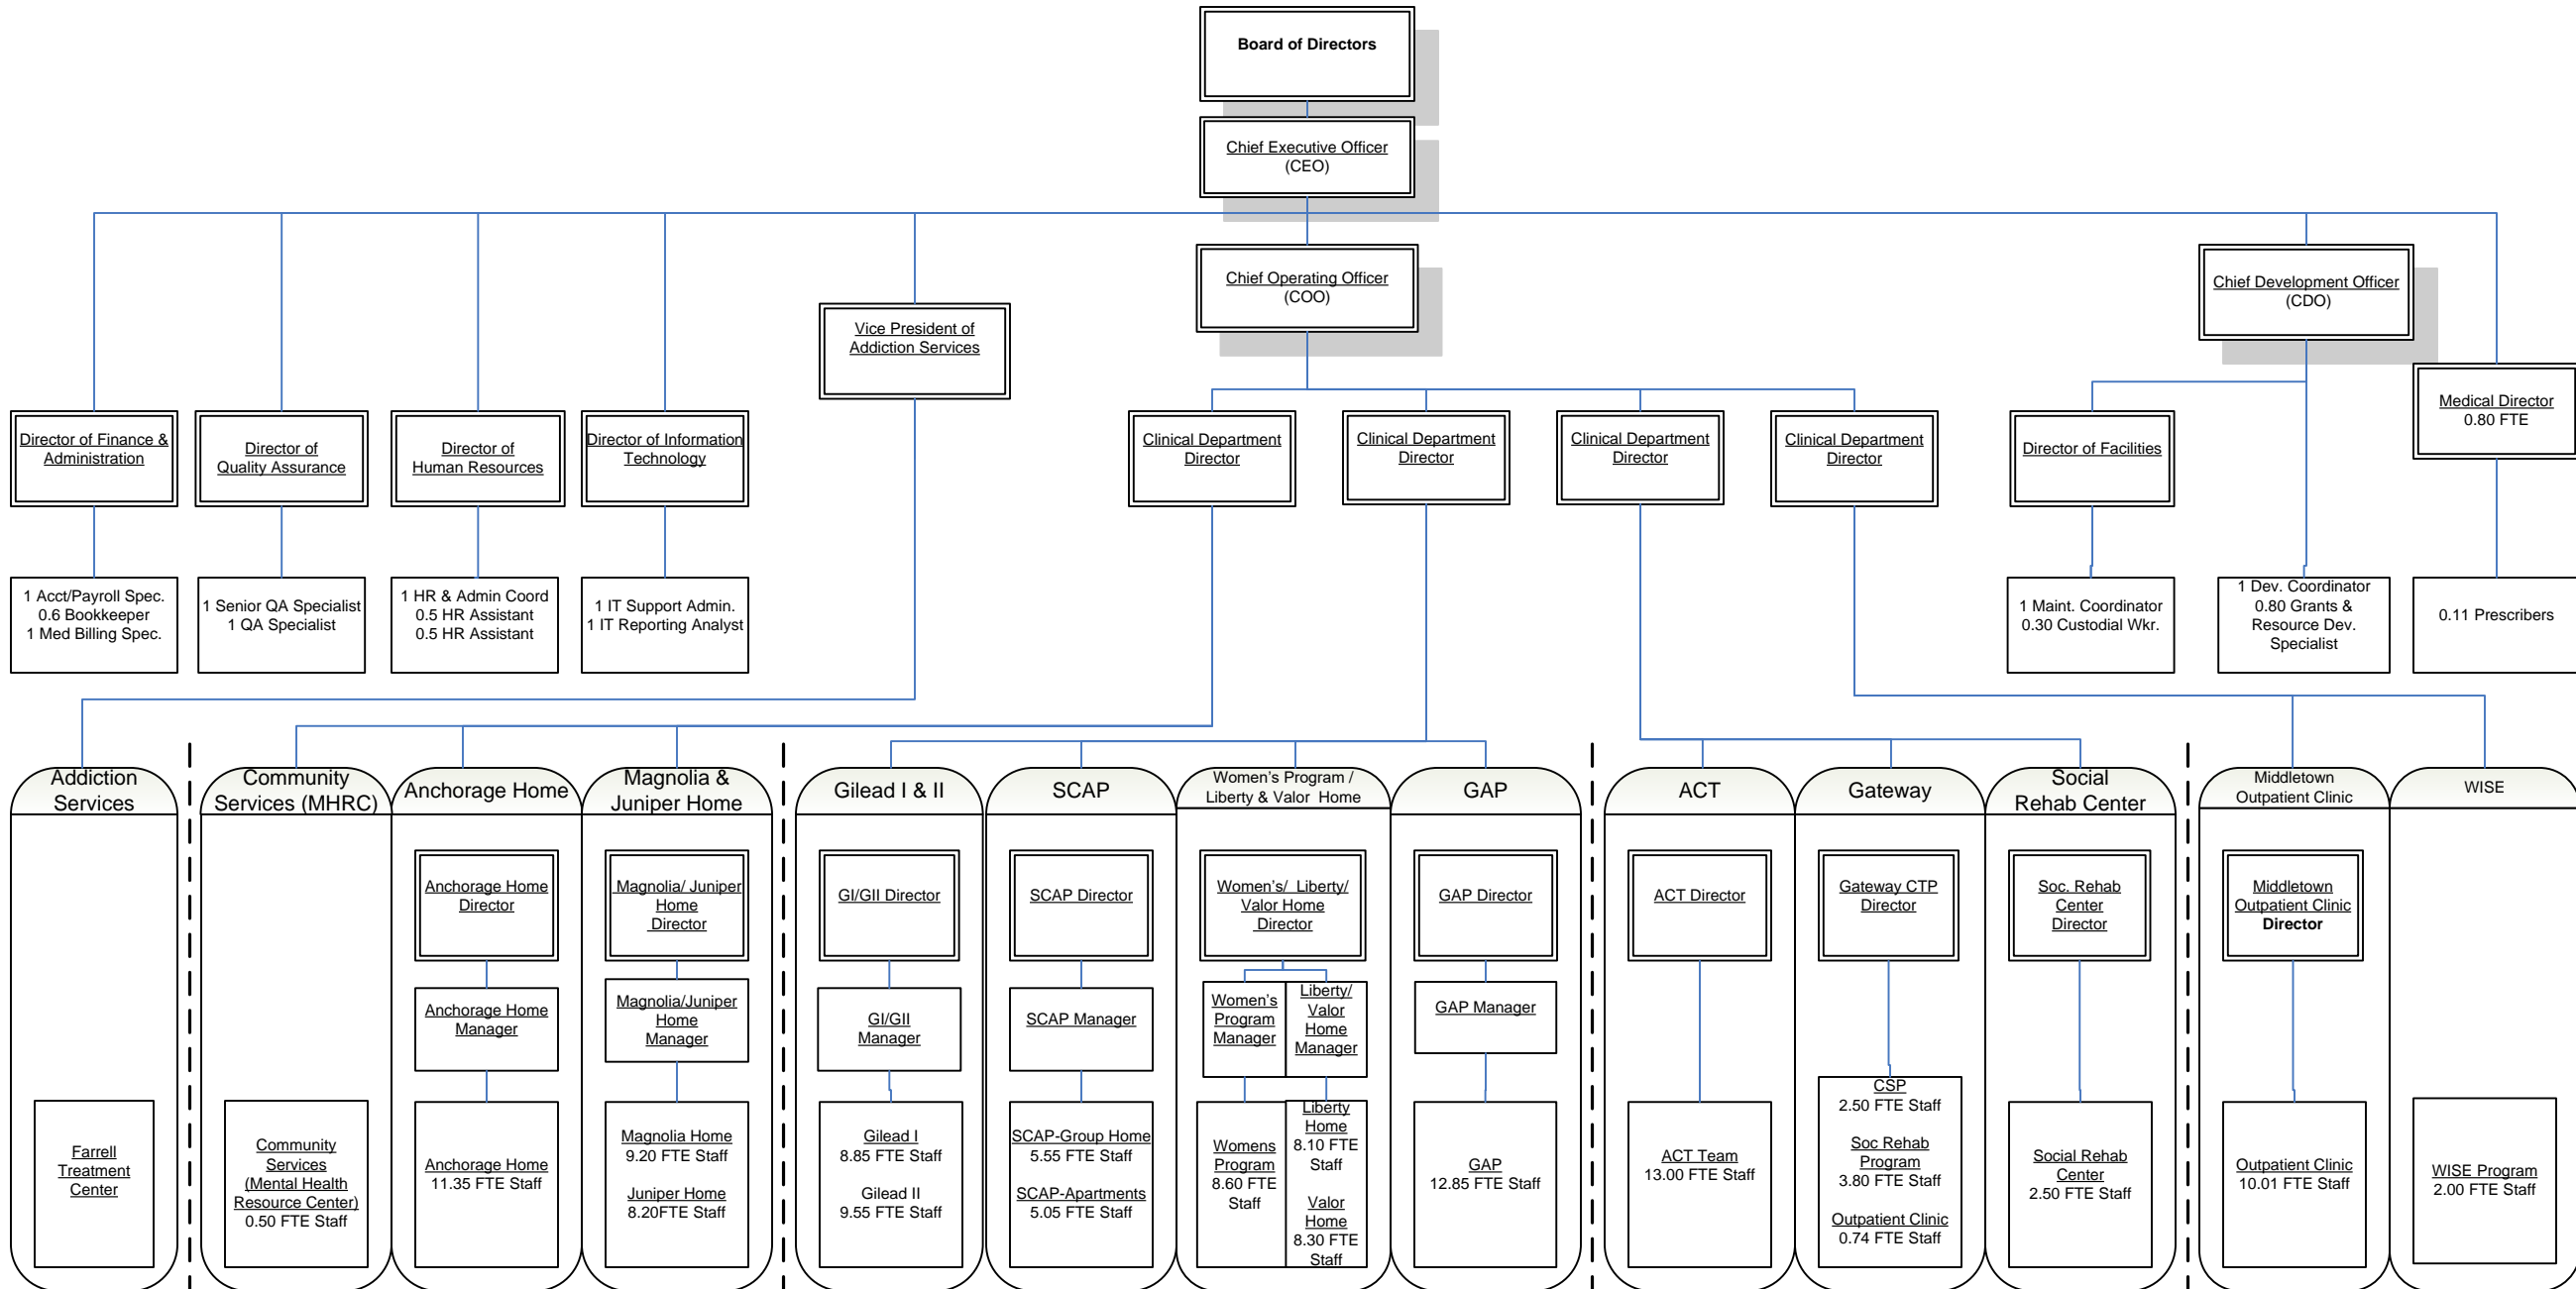 Board of Directors
Chief Executive Officer
(CEO)
Chief Operating Officer
(COO)
Chief Development Officer
(CDO)
Vice President of
Addiction Services
Medical Director
0.80 FTE
Director of Finance &
Administration
Director of
Quality Assurance
Director of
Human Resources
Director of Information
Technology
Clinical Department
Director
Clinical Department
Director
Clinical Department
Director
Clinical Department
Director
Director of Facilities
1 Acct/Payroll Spec.
0.6 Bookkeeper
1 Med Billing Spec.
1 Senior QA Specialist
1 QA Specialist
1 HR & Admin Coord
0.5 HR Assistant
0.5 HR Assistant
1 IT Support Admin.
1 IT Reporting Analyst
1 Maint. Coordinator
0.30 Custodial Wkr.
1 Dev. Coordinator
0.80 Grants &
Resource Dev.
Specialist
0.11 Prescribers
Addiction
Services
Community
Services (MHRC)
Anchorage Home
Magnolia &
Juniper Home
Gilead I & II
SCAP
Women's Program /
Liberty & Valor Home
GAP
ACT
Gateway
Social
Rehab Center
Middletown
Outpatient Clinic
WISE
Anchorage Home
Director
Magnolia/ Juniper
Home
Director
GI/GII Director
SCAP Director
Women's/ Liberty/
Valor Home
Director
GAP Director
ACT Director
Gateway CTP
Director
Soc. Rehab
Center
Director
Middletown
Outpatient Clinic
Director
Anchorage Home
Manager
Magnolia/Juniper
Home
Manager
GI/GII
Manager
SCAP Manager
Women's
Program
Manager
Liberty/
Valor
Home
Manager
GAP Manager
Farrell
Treatment
Center
Community
Services
(Mental Health
Resource Center)
0.50 FTE Staff
Anchorage Home
11.35 FTE Staff
Magnolia Home
9.20 FTE Staff
Juniper Home
8.20FTE Staff
Gilead I
8.85 FTE Staff
Gilead II
9.55 FTE Staff
SCAP-Group Home
5.55 FTE Staff
SCAP-Apartments
5.05 FTE Staff
Womens
Program
8.60 FTE
Staff
Liberty
Home
8.10 FTE
Staff
Valor
Home
8.30 FTE
Staff
GAP
12.85 FTE Staff
ACT Team
13.00 FTE Staff
CSP
2.50 FTE Staff
Soc Rehab
Program
3.80 FTE Staff
Outpatient Clinic
0.74 FTE Staff
Social Rehab
Center
2.50 FTE Staff
Outpatient Clinic
10.01 FTE Staff
WISE Program
2.00 FTE Staff